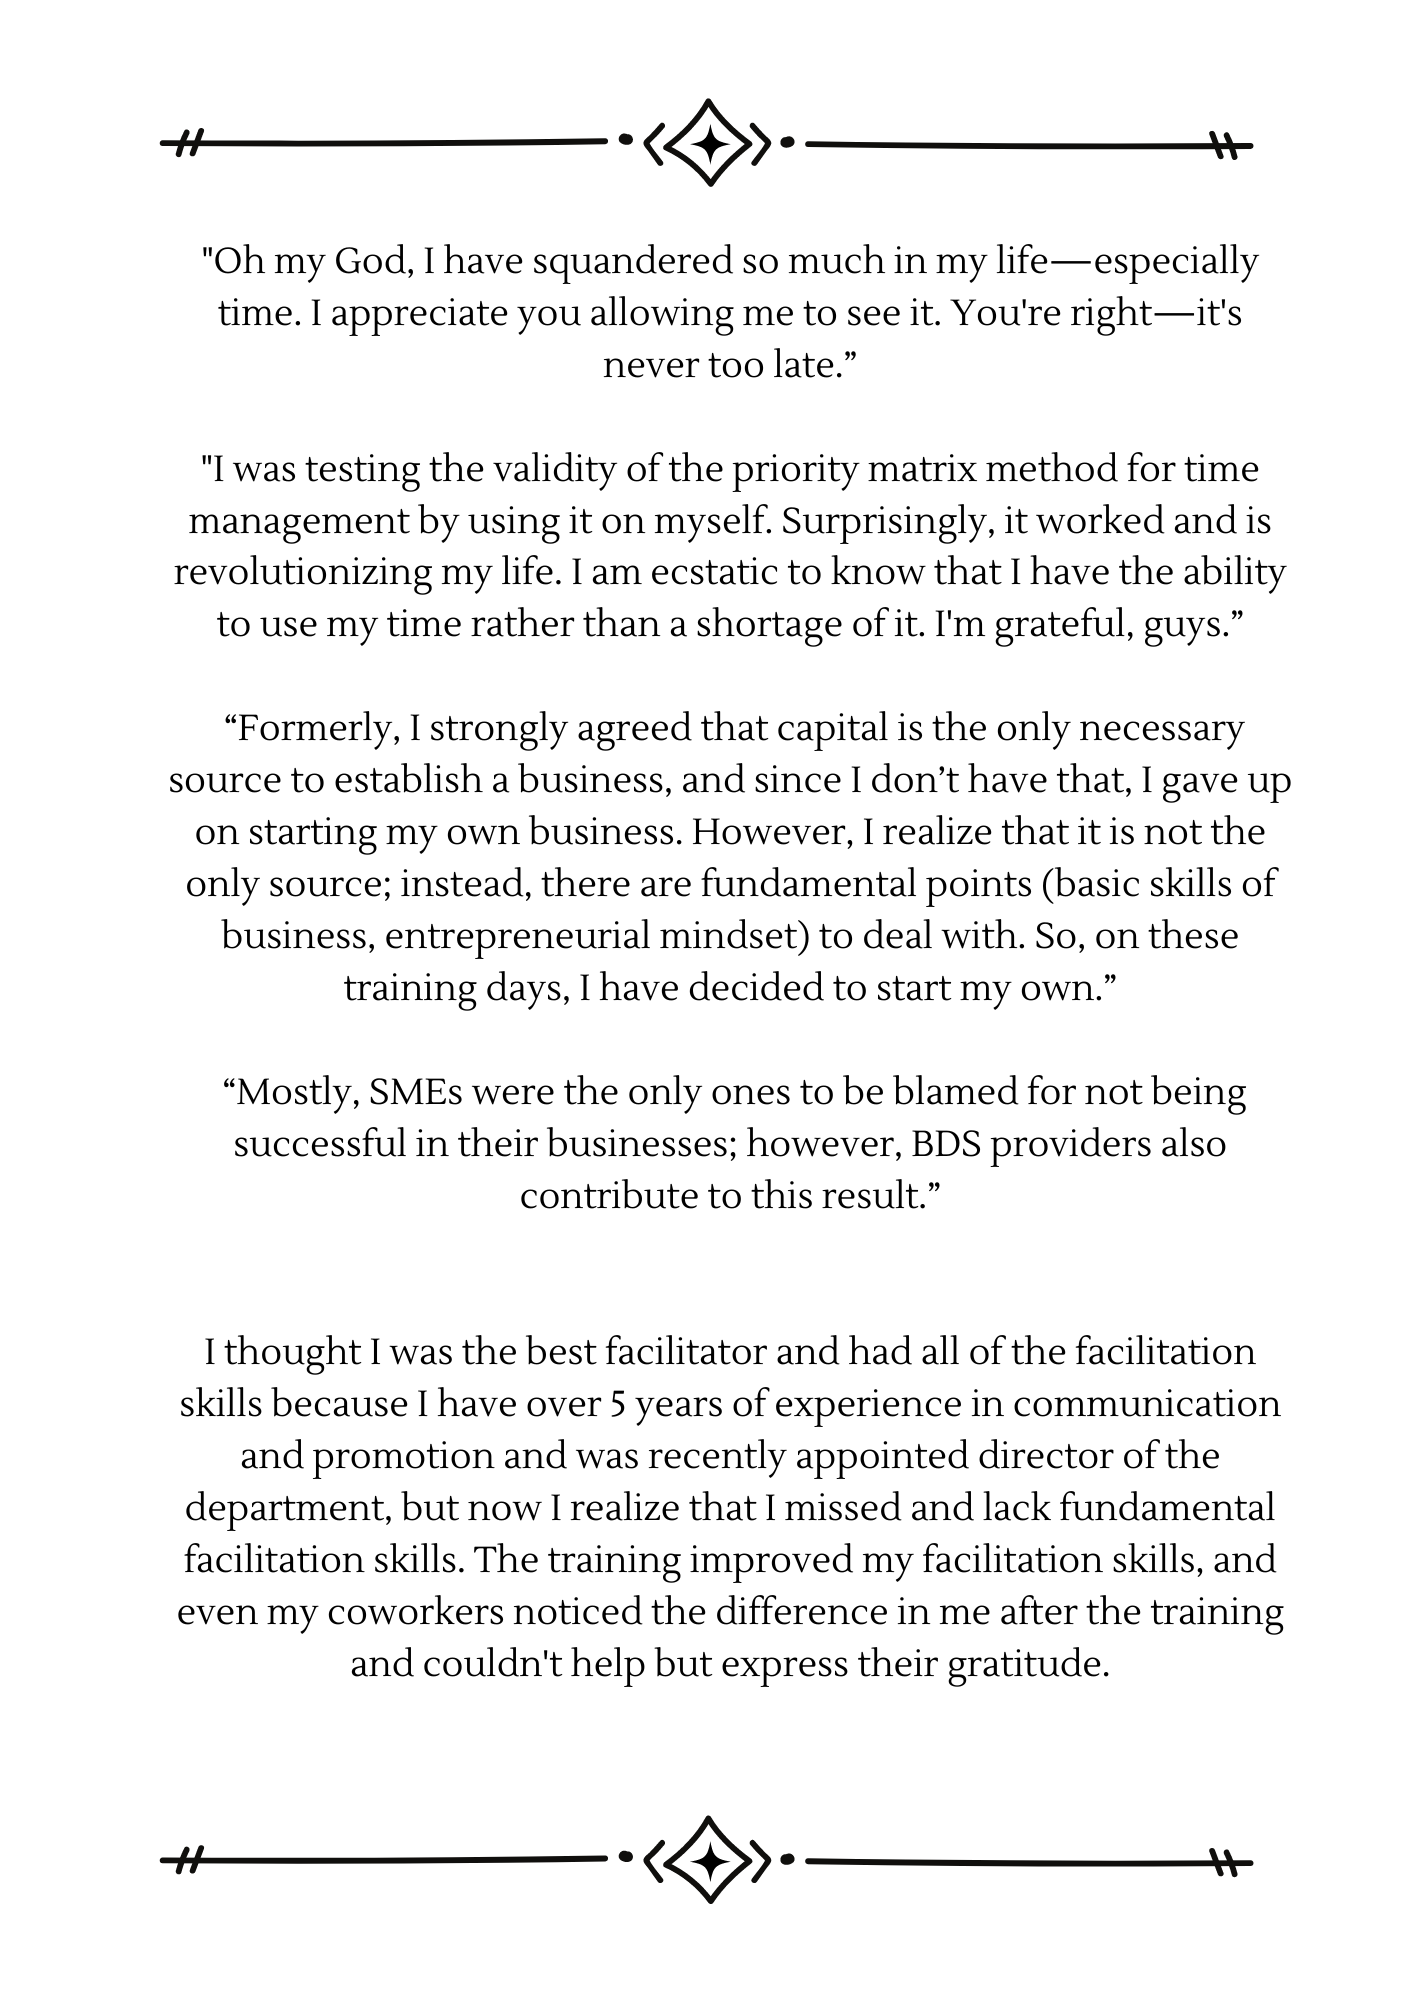 "Oh my God, I have squandered so much in my life—especially
time. I appreciate you allowing me to see it. You're right—it's
never too late.”
"I was testing the validity of the priority matrix method for time
management by using it on myself. Surprisingly, it worked and is
revolutionizing my life. I am ecstatic to know that I have the ability
to use my time rather than a shortage of it. I'm grateful, guys.”
“Formerly, I strongly agreed that capital is the only necessary
source to establish a business, and since I don’t have that, I gave up
on starting my own business. However, I realize that it is not the
only source; instead, there are fundamental points (basic skills of
business, entrepreneurial mindset) to deal with. So, on these
training days, I have decided to start my own.”
“Mostly, SMEs were the only ones to be blamed for not being
successful in their businesses; however, BDS providers also
contribute to this result.”
I thought I was the best facilitator and had all of the facilitation
skills because I have over 5 years of experience in communication
and promotion and was recently appointed director of the
department, but now I realize that I missed and lack fundamental
facilitation skills. The training improved my facilitation skills, and
even my coworkers noticed the difference in me after the training
and couldn't help but express their gratitude.